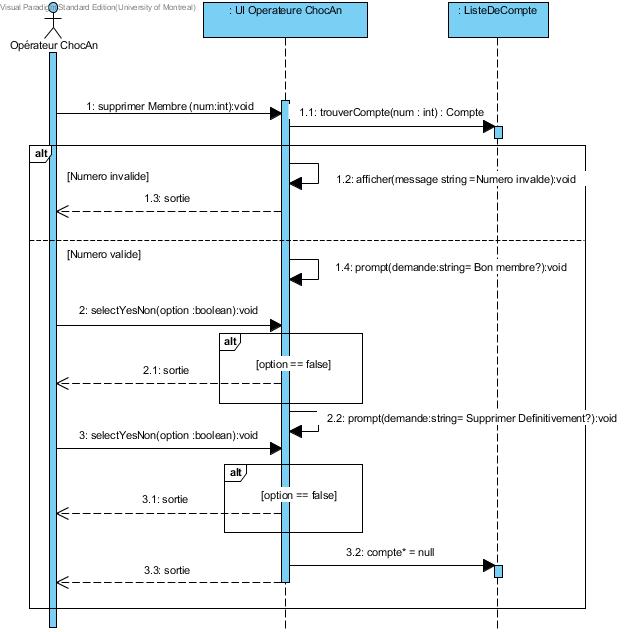 Visual Paradigm Standard Edition(University of Montreal)
: UI Operateure ChocAn
: ListeDeCompte
Opérateur ChocAn
1: supprimer Membre (num:int):void
1.1: trouverCompte(num : int) : Compte
alt
[Numero invalide]
1.2: afficher(message string =Numero invalde):void
1.3: sortie
[Numero valide]
1.4: prompt(demande:string= Bon membre?):void
2: selectYesNon(option :boolean):void
alt
[option == false]
2.1: sortie
2.2: prompt(demande:string= Supprimer Definitivement?):void
3: selectYesNon(option :boolean):void
alt
[option == false]
3.1: sortie
3.2: compte* = null
3.3: sortie